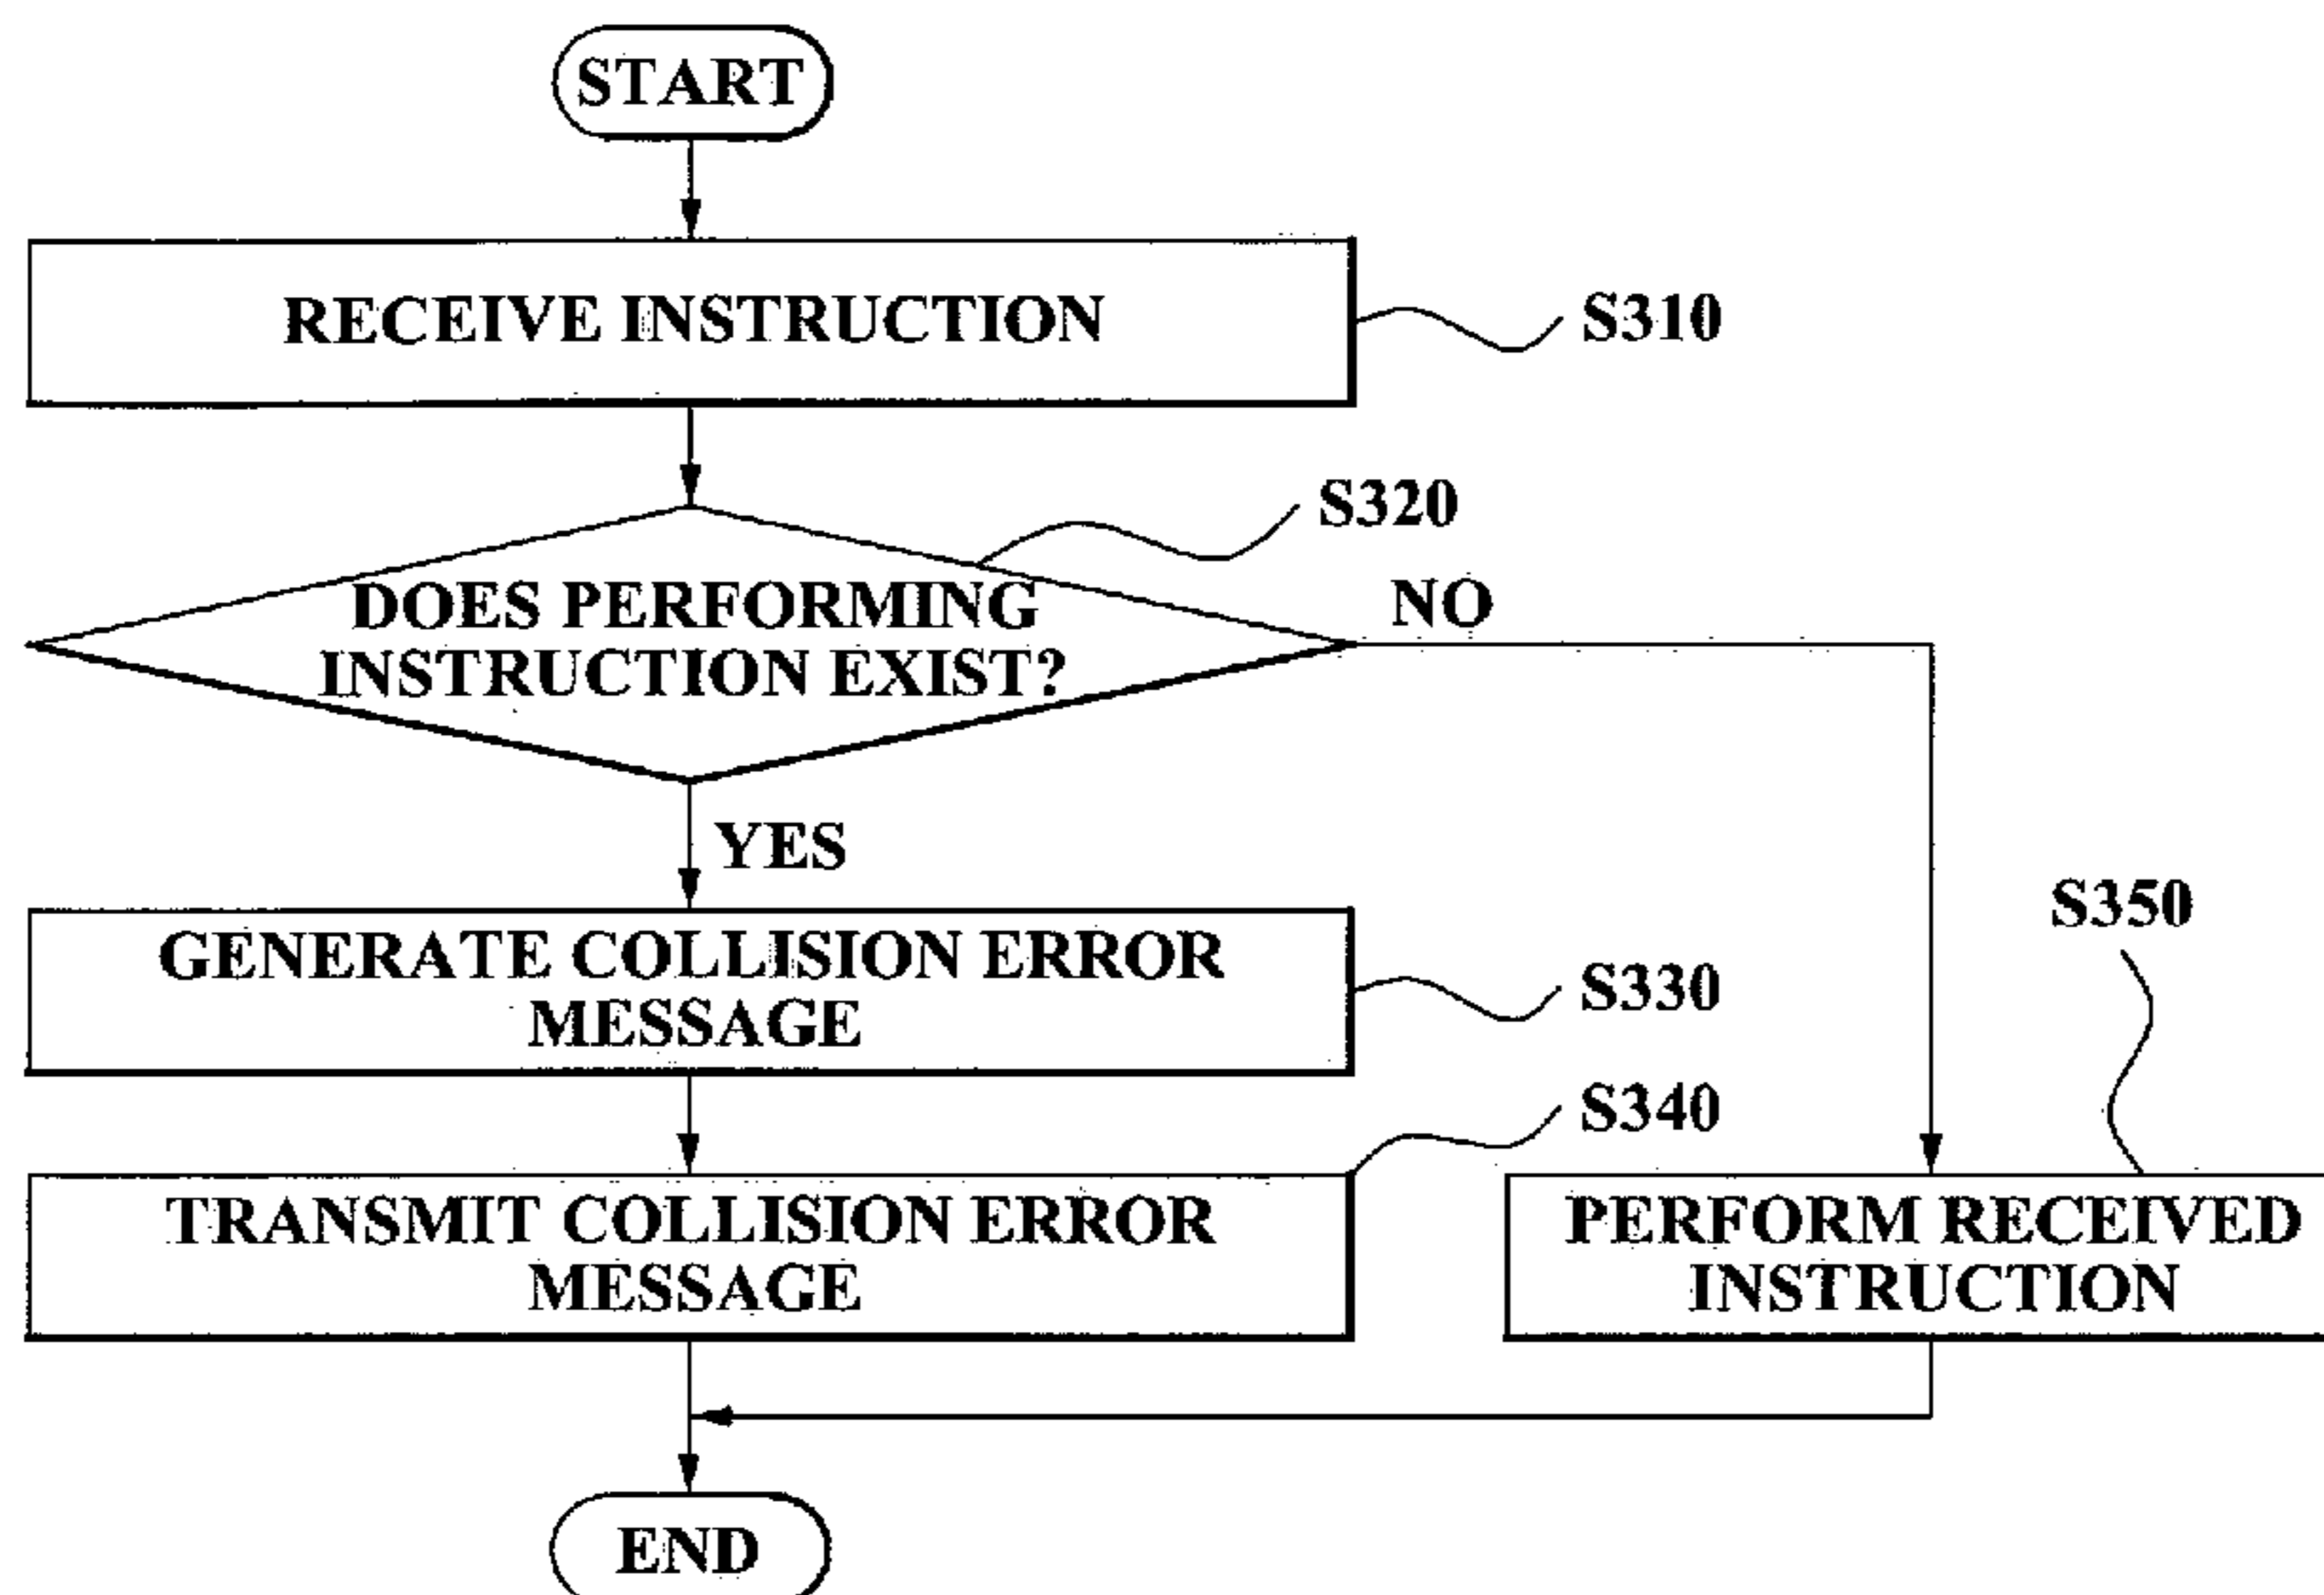 START
RECEIVE INSTRUCTION
S310
S320
DOES PERFORMING
INSTRUCTION EXIST?
NO
YES
GENERATE COLLISION ERROR
MESSAGE
S330
S340
TRANSMIT COLLISION ERROR
MESSAGE
S350
PERFORM RECEIVED
INSTRUCTION
END